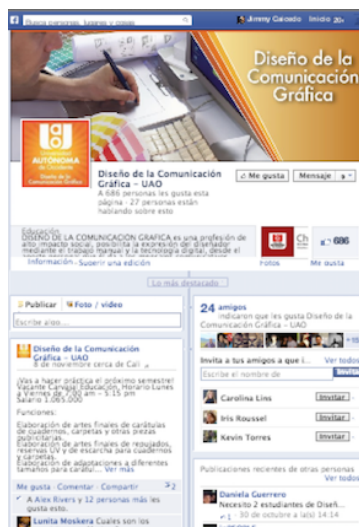 Busca personas, lugares y cosas
Jimmy Caicedo Inicio 20+
Diseño de la
Comunicación
Gráfica
Universidad
AUTÓNOMA
de Occidente
Diseño de la
Comunicación Gráfica
Diseño de la Comunicación
Gráfica - UAO
A 686 personas les gusta esta
página · 27 personas están
hablando sobre esto
Me gusta
Mensaje
Educación
DISEÑO DE LA COMUNICACIÓN GRÁFICA es una profesión de
alto impacto social, posibilita la expresión del diseñador
mediante el trabajo manual y la tecnología digital, desde el
Información · Sugerir una edición
Ch
686
Fotos
Me gusta
Lo más destacado
Publicar
Foto / vídeo
Escribe algo...
Diseño de la Comunicación
Gráfica - UAO
8 de noviembre cerca de Cali
¡Vas a hacer práctica el próximo semestre!
Vacante Carvajal Educación. Horario Lunes
a Viernes de 7:00 am - 5:15 pm
Salario 1.065.000
Funciones:
Elaboración de artes finales de carátulas
de cuadernos, carpetas y otras piezas
publicitarias.
Elaboración de artes finales de repujados,
reservas UV y de escarcha para cuadernos
y carpetas.
Elaboración de adaptaciones a diferentes
tamaños para carátul... Ver más
Me gusta · Comentar · Compartir
2
A Alex Rivers y 12 personas más les
gusta esto.
Lunita Moskera Cuales son los
24 amigos
indicaron que les gusta Diseño de la
Comunicación Gráfica - UAO
Invita a tus amigos a que i...
Ver todos
Escribe el nombre de
Invitar
Carolina Lins
Invitar
Iris Roussel
Invitar
Kevin Torres
Invitar
Publicaciones recientes de otras personas
Ver todos
Daniela Guerrero
Necesito 2 estudiantes de Diseñ...
1 · 30 de octubre a la(s) 14:14